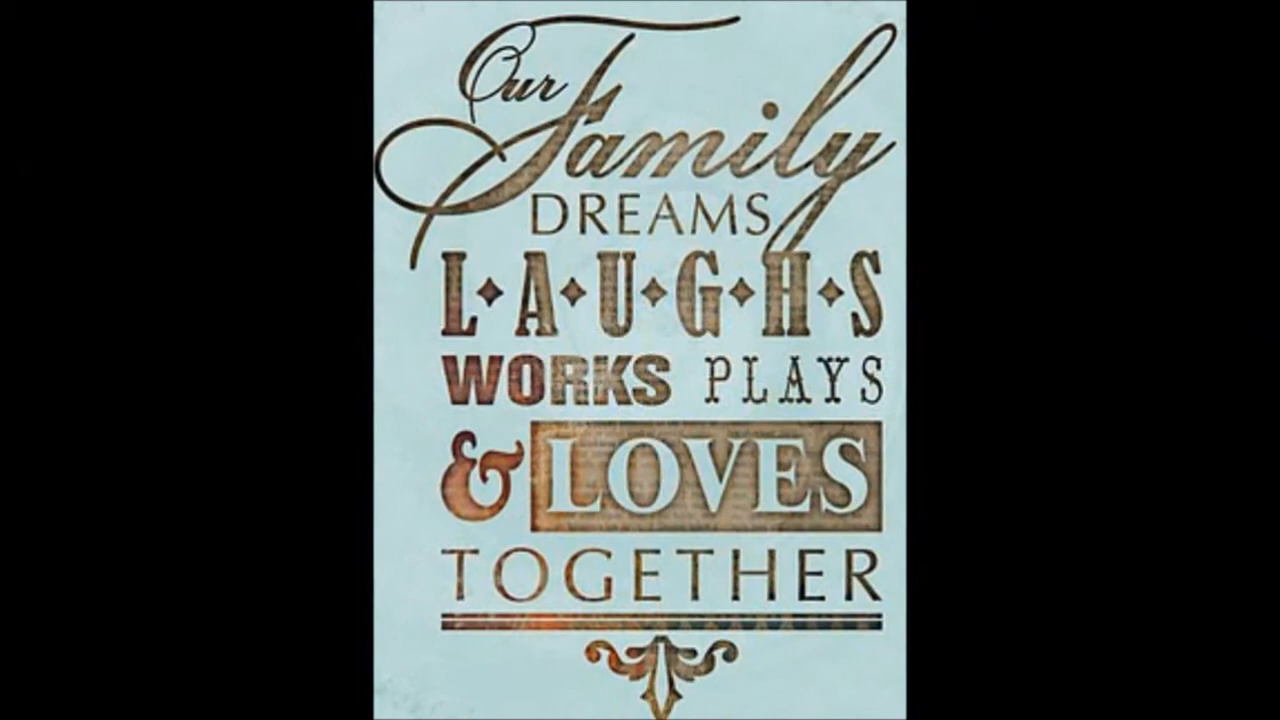 Our
Family
DREAMS
L·A·U·G·H·S
WORKS PLAYS
& LOVES
TOGETHER